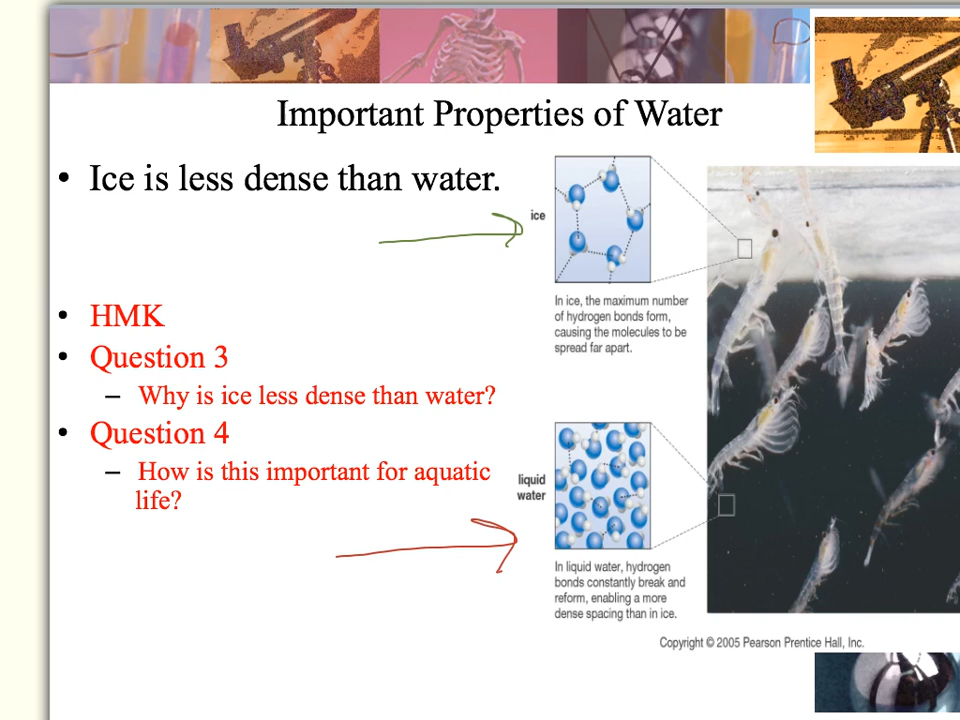 Important Properties of Water
• Ice is less dense than water.
• HMK
• Question 3
– Why is ice less dense than water?
• Question 4
– How is this important for aquatic
life?
ice
In ice, the maximum number
of hydrogen bonds form,
causing the molecules to be
spread far apart.
liquid
water
In liquid water, hydrogen
bonds constantly break and
reform, enabling a more
dense spacing than in ice.
Copyright © 2005 Pearson Prentice Hall, Inc.